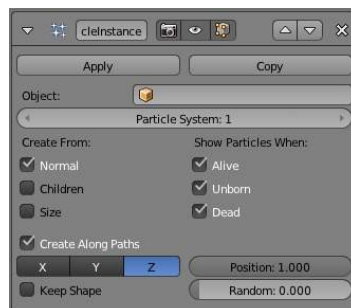 cleInstance
Apply Copy
Object:
Particle System: 1
Create From: Show Particles When:
Normal Alive
Children Unborn
Size Dead
Create Along Paths
X Y Z Position: 1.000
Keep Shape Random: 0.000